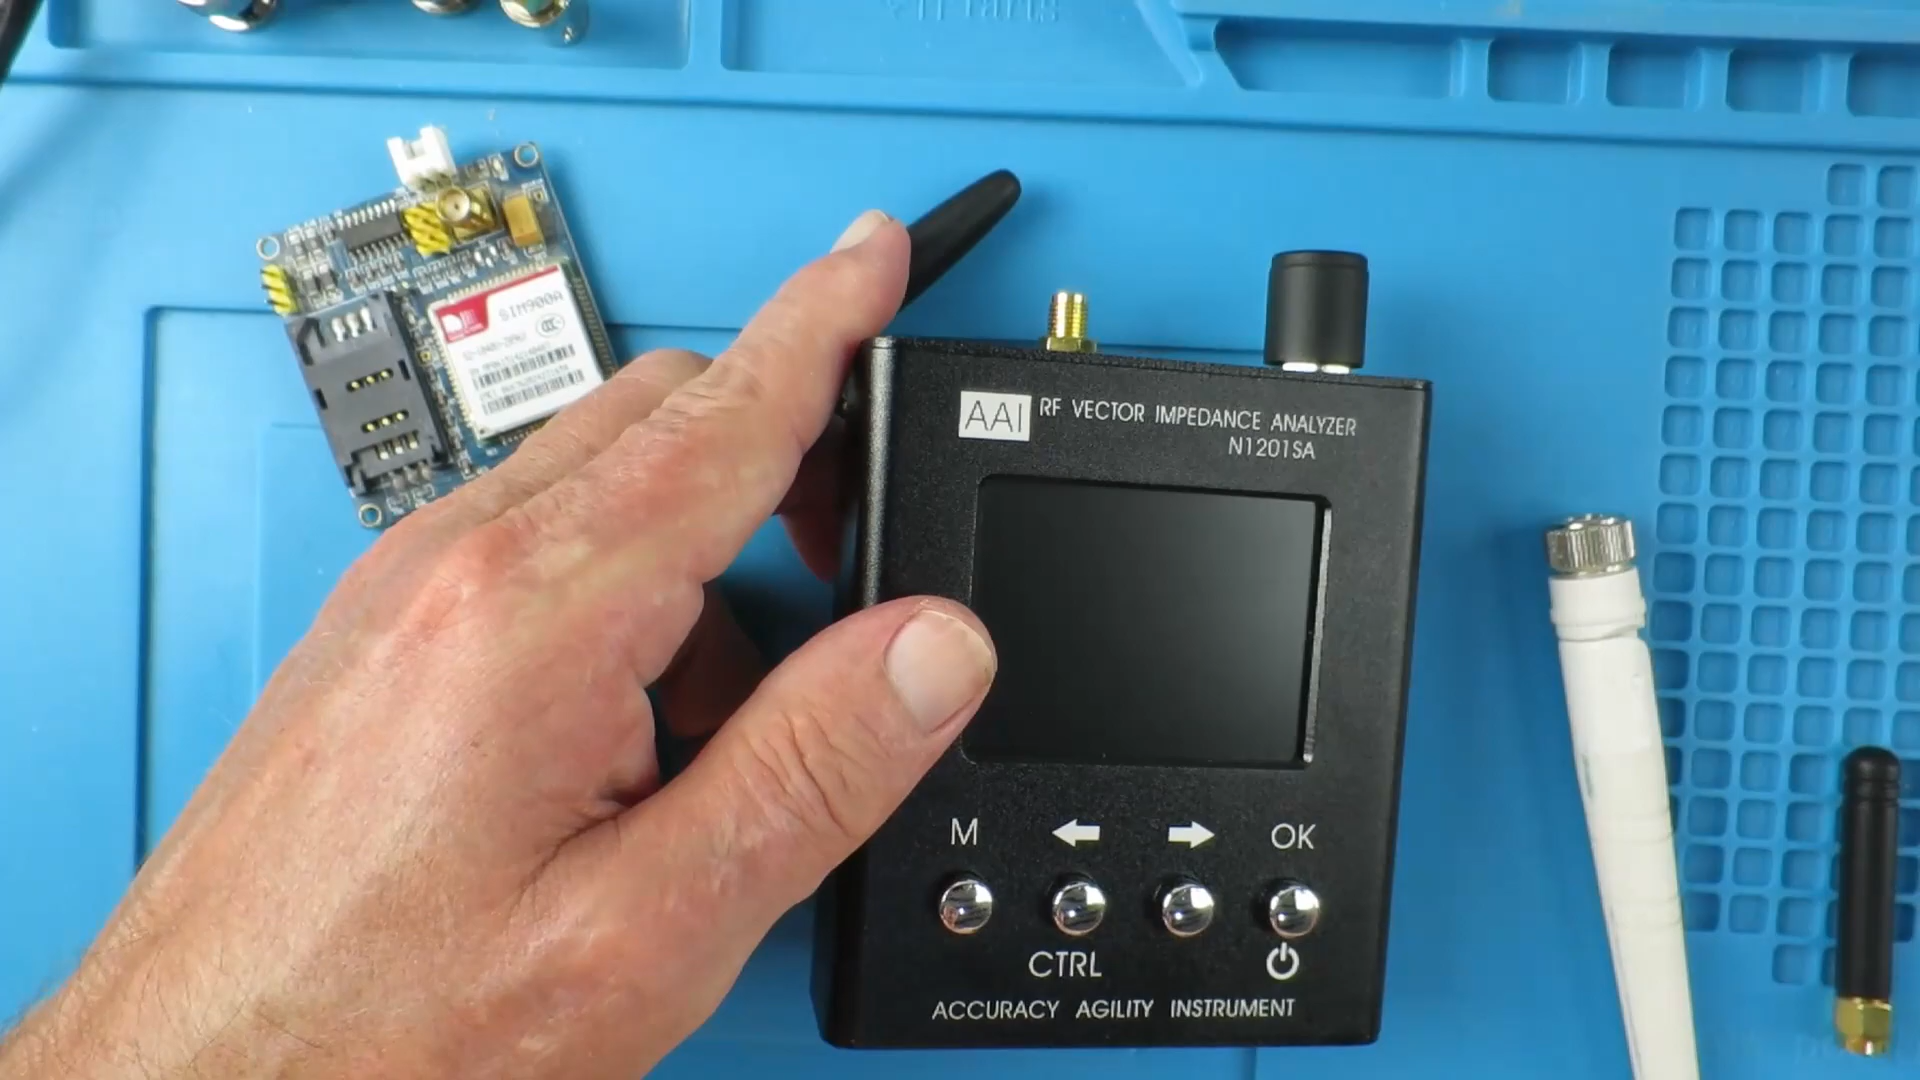 SIM900A
AAI RF VECTOR IMPEDANCE ANALYZER
N1201SA
M
OK
CTRL
ACCURACY AGILITY INSTRUMENT